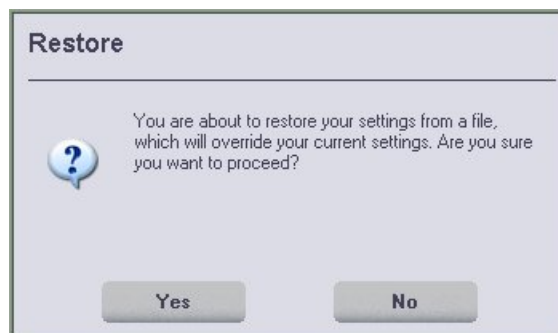 Restore
You are about to restore your settings from a file,
which will override your current settings. Are you sure
you want to proceed?
Yes
No